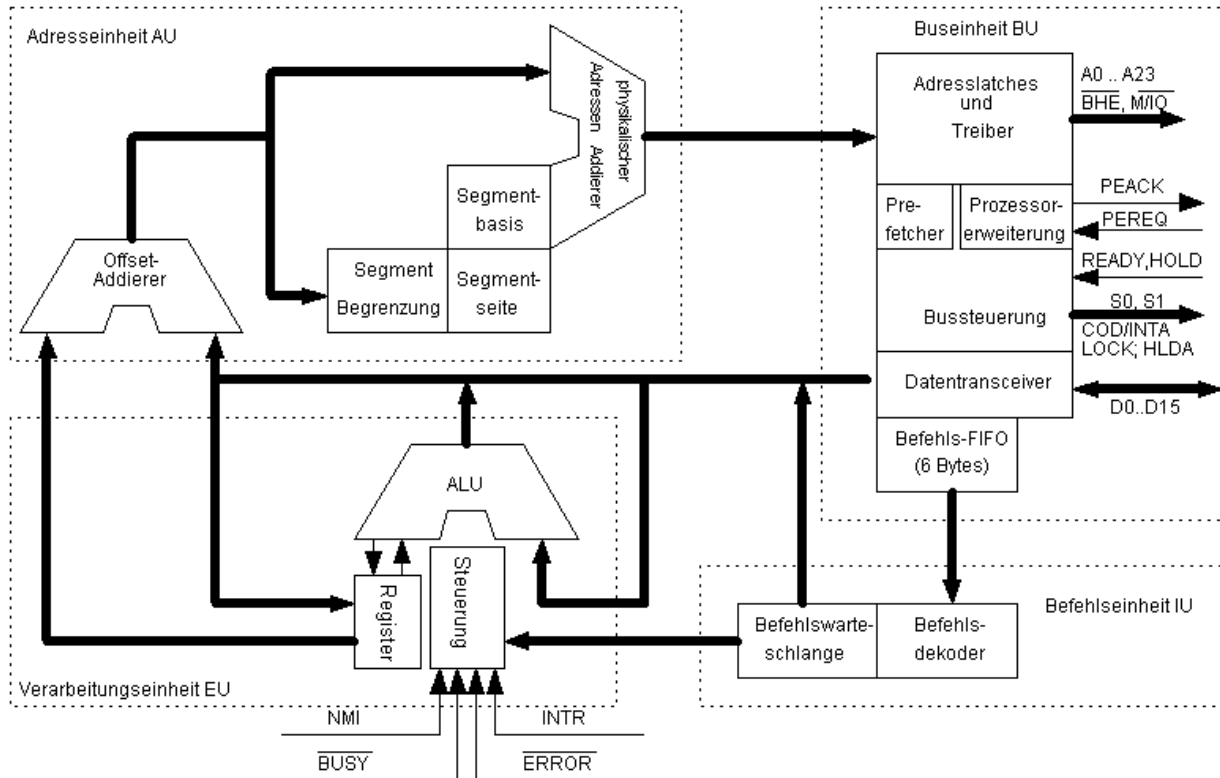 Adresseinheit AU
physikalischer
Adressen Addierer
Segment-
basis
Segment
Begrenzung
Segment-
seite
Offset-
Addierer
Buseinheit BU
Adresslatches
und
Treiber
A0 .. A23
BHE, M/IO
Pre-
fetcher
Prozessor-
erweiterung
PEACK
PEREQ
READY,HOLD
Bussteuerung
S0, S1
COD/INTA
LOCK; HLDA
Datentransceiver
D0..D15
Befehls-FIFO
(6 Bytes)
ALU
Steuerung
Register
Verarbeitungseinheit EU
Befehlseinheit IU
Befehlswarte-
schlange
Befehls-
dekoder
NMI
INTR
BUSY
ERROR